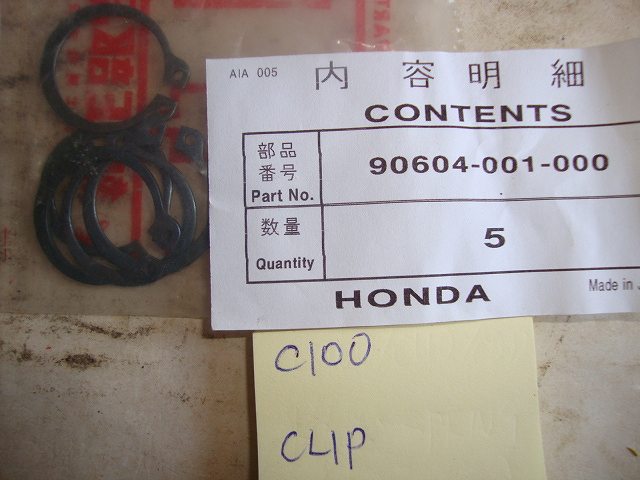 AIA 005
内容明細
CONTENTS
部品
番号
Part No.
90604-001-000
数量
Quantity
5
HONDA
Made in J
C100
CLIP